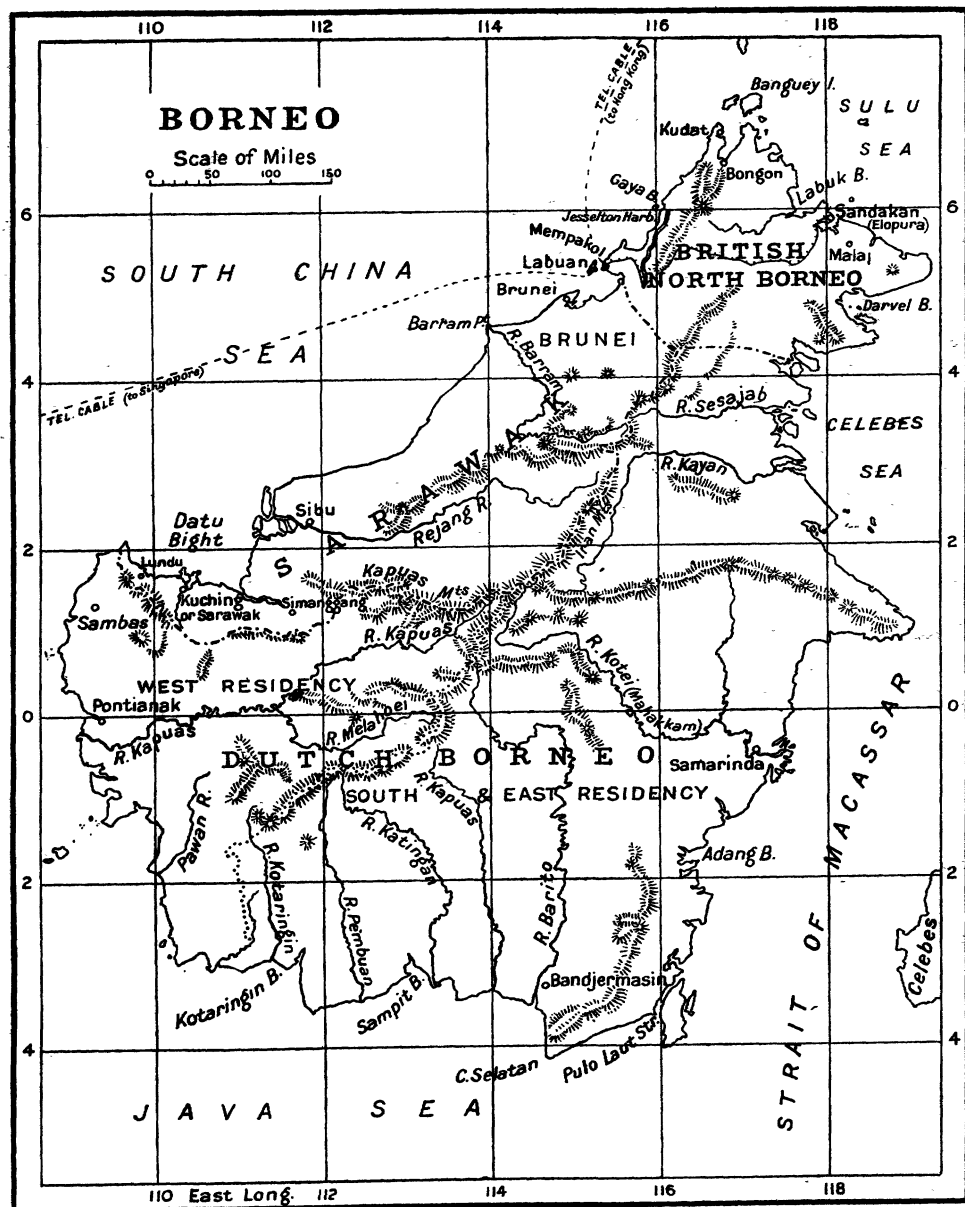 110 112 114 116 118
BORNEO
Scale of Miles
0 50 100 150
TEL. CABLE
(to Hong Kong)
Banguey I.
SULU
SEA
Kudat
Bongon
Labuk B.
Gaya B.
6
6
Jesselton Harb.
Sandakan
(Elopura)
Mempakol
Labuan
BRITISH
NORTH BORNEO
SOUTH CHINA
SEA
Brunei
Darvel B.
Barram Pt.
R. Barram
BRUNEI
TEL. CABLE (to Singapore)
4
4
R. Sesajab
CELEBES
SEA
R. Kayan
SARAWAK
Sibu
Rejang R.
Iran Mts
Datu
Bight
2
2
Lundu
Kapuas
Mts
Kuching
or Sarawak
Simanggang
Sambas
R. Kapuas
R. Kotei (Mahakkam)
WEST RESIDENCY
Pontianak
0
0
R. Kapuas
R. Melawei
DUTCH BORNEO
Samarinda
SOUTH & EAST RESIDENCY
R. Kapuas
Pawan R.
R. Kotaringin
R. Katingan
R. Pembuan
R. Barito
Adang B.
2
2
STRAIT OF MACASSAR
Celebes
Bandjermasin
Kotaringin B.
Sampit B.
4
4
C. Selatan
Pulo Laut Str.
JAVA SEA
110 East Long. 112 114 116 118